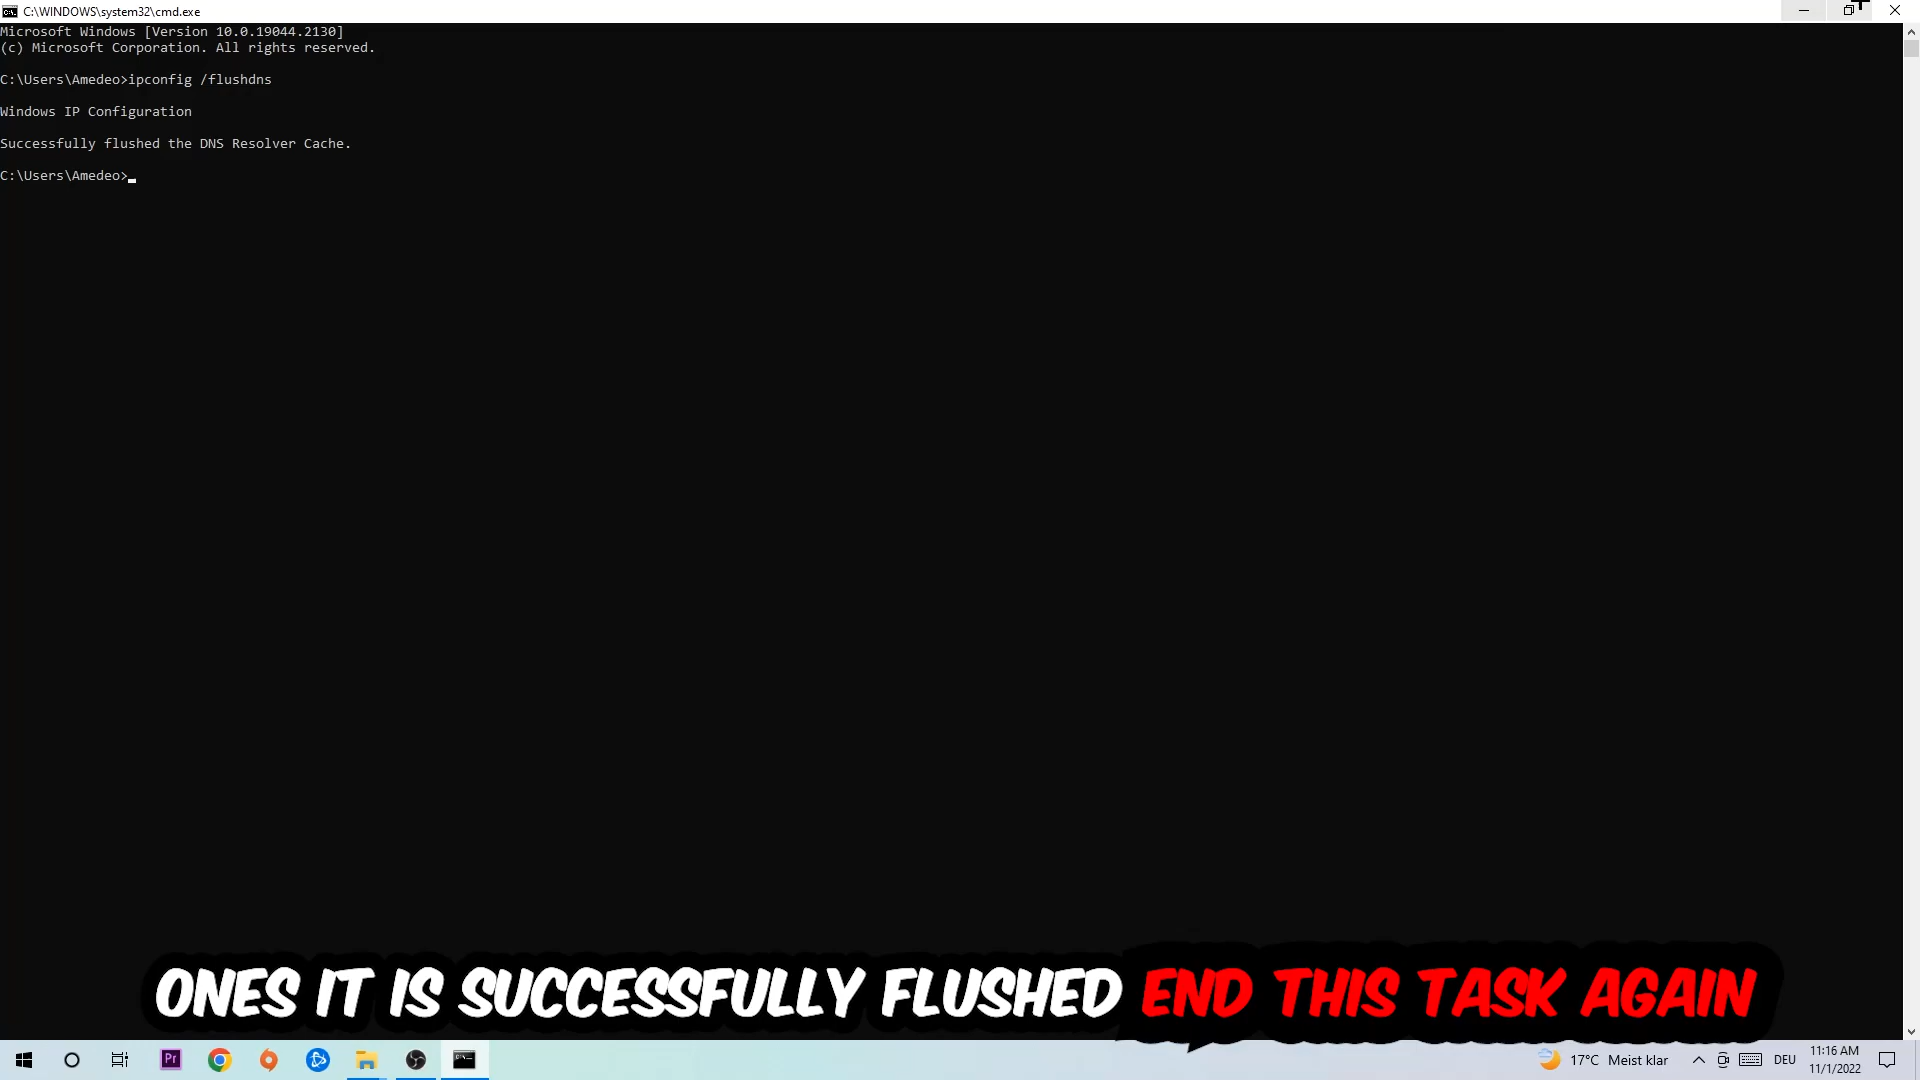 C:\WINDOWS\system32\cmd.exe
Microsoft Windows [Version 10.0.19044.2130]
(c) Microsoft Corporation. All rights reserved.
C:\Users\Amedeo>ipconfig /flushdns
Windows IP Configuration
Successfully flushed the DNS Resolver Cache.
C:\Users\Amedeo>
ONES IT IS SUCCESSFULLY FLUSHED END THIS TASK AGAIN
Pr
17°C Meist klar
DEU
11:16 AM
11/1/2022